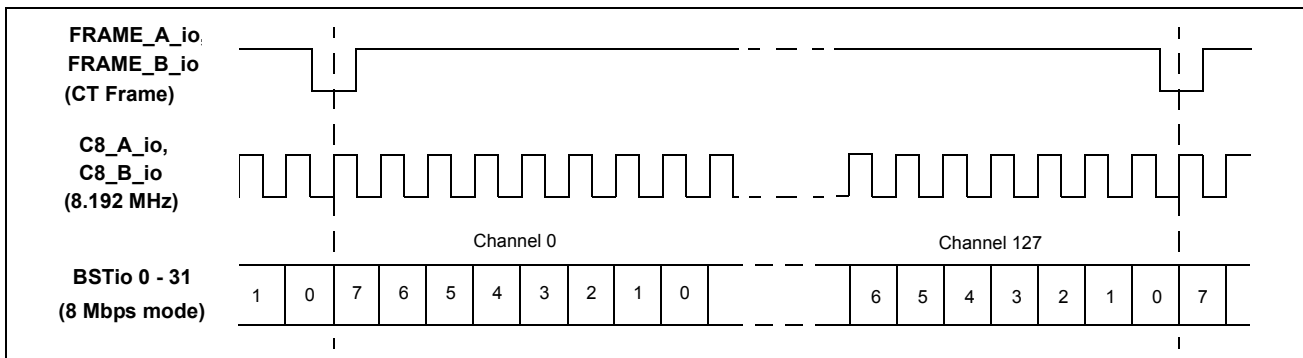 FRAME_A_io,
FRAME_B_io
(CT Frame)
C8_A_io,
C8_B_io
(8.192 MHz)
Channel 0
Channel 127
BSTio 0 - 31
(8 Mbps mode)
1 0 7 6 5 4 3 2 1 0 6 5 4 3 2 1 0 7